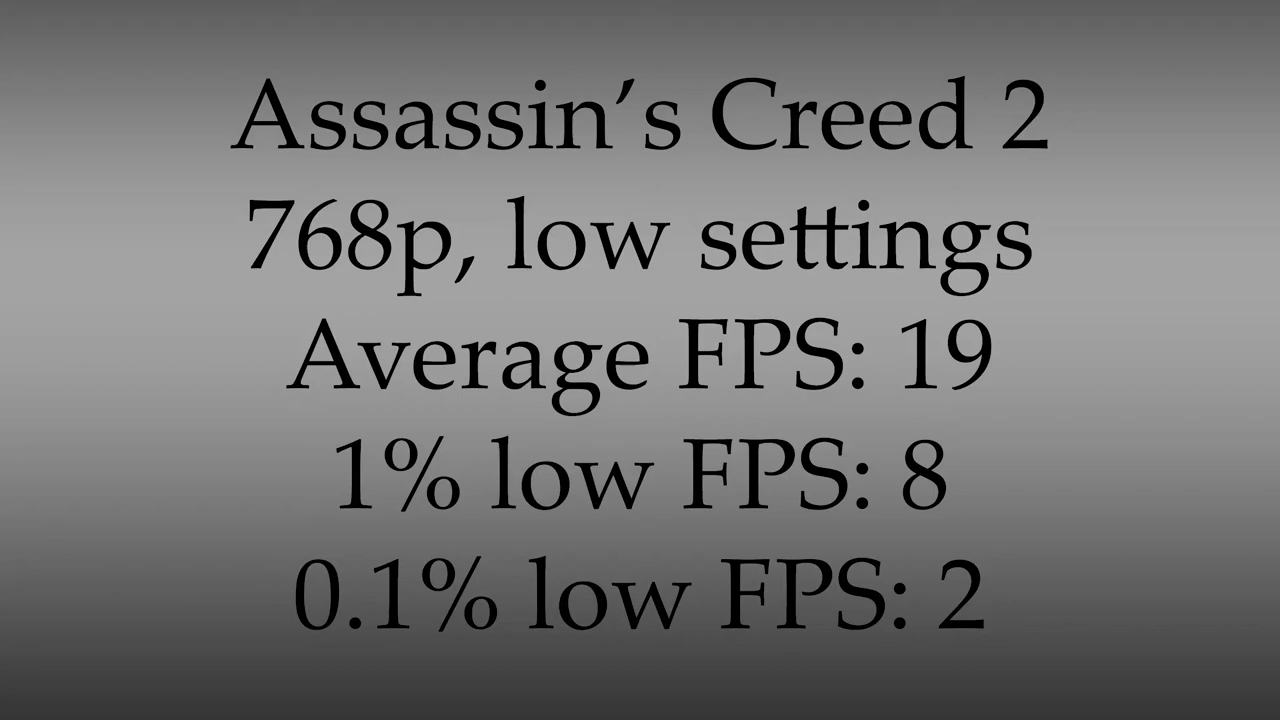 Assassin’s Creed 2
768p, low settings
Average FPS: 19
1% low FPS: 8
0.1% low FPS: 2